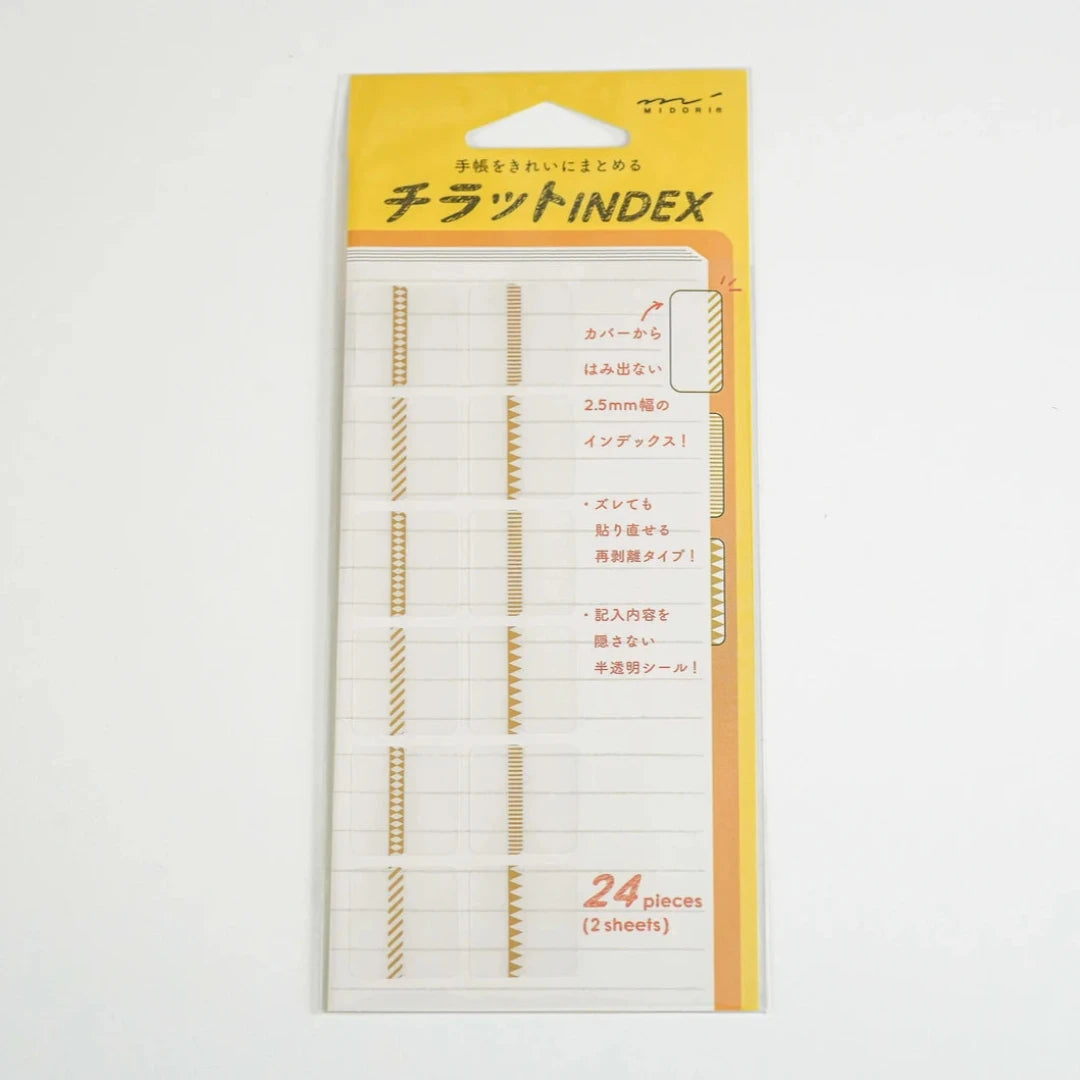 MIDORI®
手帳をきれいにまとめる
チラットINDEX
カバーから
はみ出ない
2.5mm幅の
インデックス!
・ズレても
貼り直せる
再剥離タイプ!
・記入内容を
隠さない
半透明シール!
24 pieces
(2 sheets)